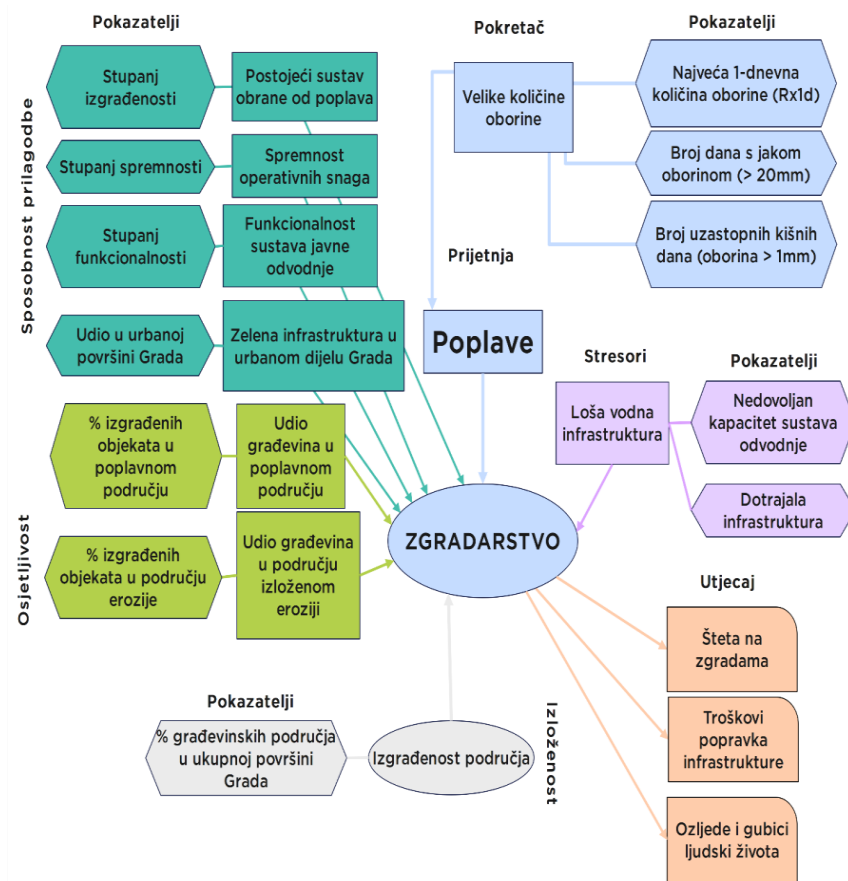 Pokazatelji
Sposobnost prilagodbe
Stupanj
izgrađenosti
Postojeći sustav
obrane od poplava
Stupanj spremnosti
Spremnost
operativnih snaga
Stupanj
funkcionalnosti
Funkcionalnost
sustava javne
odvodnje
Udio u urbanoj
površini Grada
Zelena infrastruktura u
urbanom dijelu Grada
Osjetljivost
% izgrađenih
objekata u
poplavnom
području
Udio
građevina u
poplavnom
području
% izgrađenih
objekata u području
erozije
Udio građevina
u području
izloženom
eroziji
Pokretač
Velike količine
oborine
Pokazatelji
Najveća 1-dnevna
količina oborine (Rx1d)
Broj dana s jakom
oborinom (> 20mm)
Broj uzastopnih kišnih
dana (oborina > 1mm)
Prijetnja
Poplave
Stresori
Loša vodna
infrastruktura
Pokazatelji
Nedovoljan
kapacitet sustava
odvodnje
Dotrajala
infrastruktura
ZGRADARSTVO
Utjecaj
Šteta na
zgradama
Troškovi
popravka
infrastrukture
Ozljede i gubici
ljudski života
Pokazatelji
% građevinskih područja
u ukupnoj površini
Grada
Izgrađenost područja
Izloženost